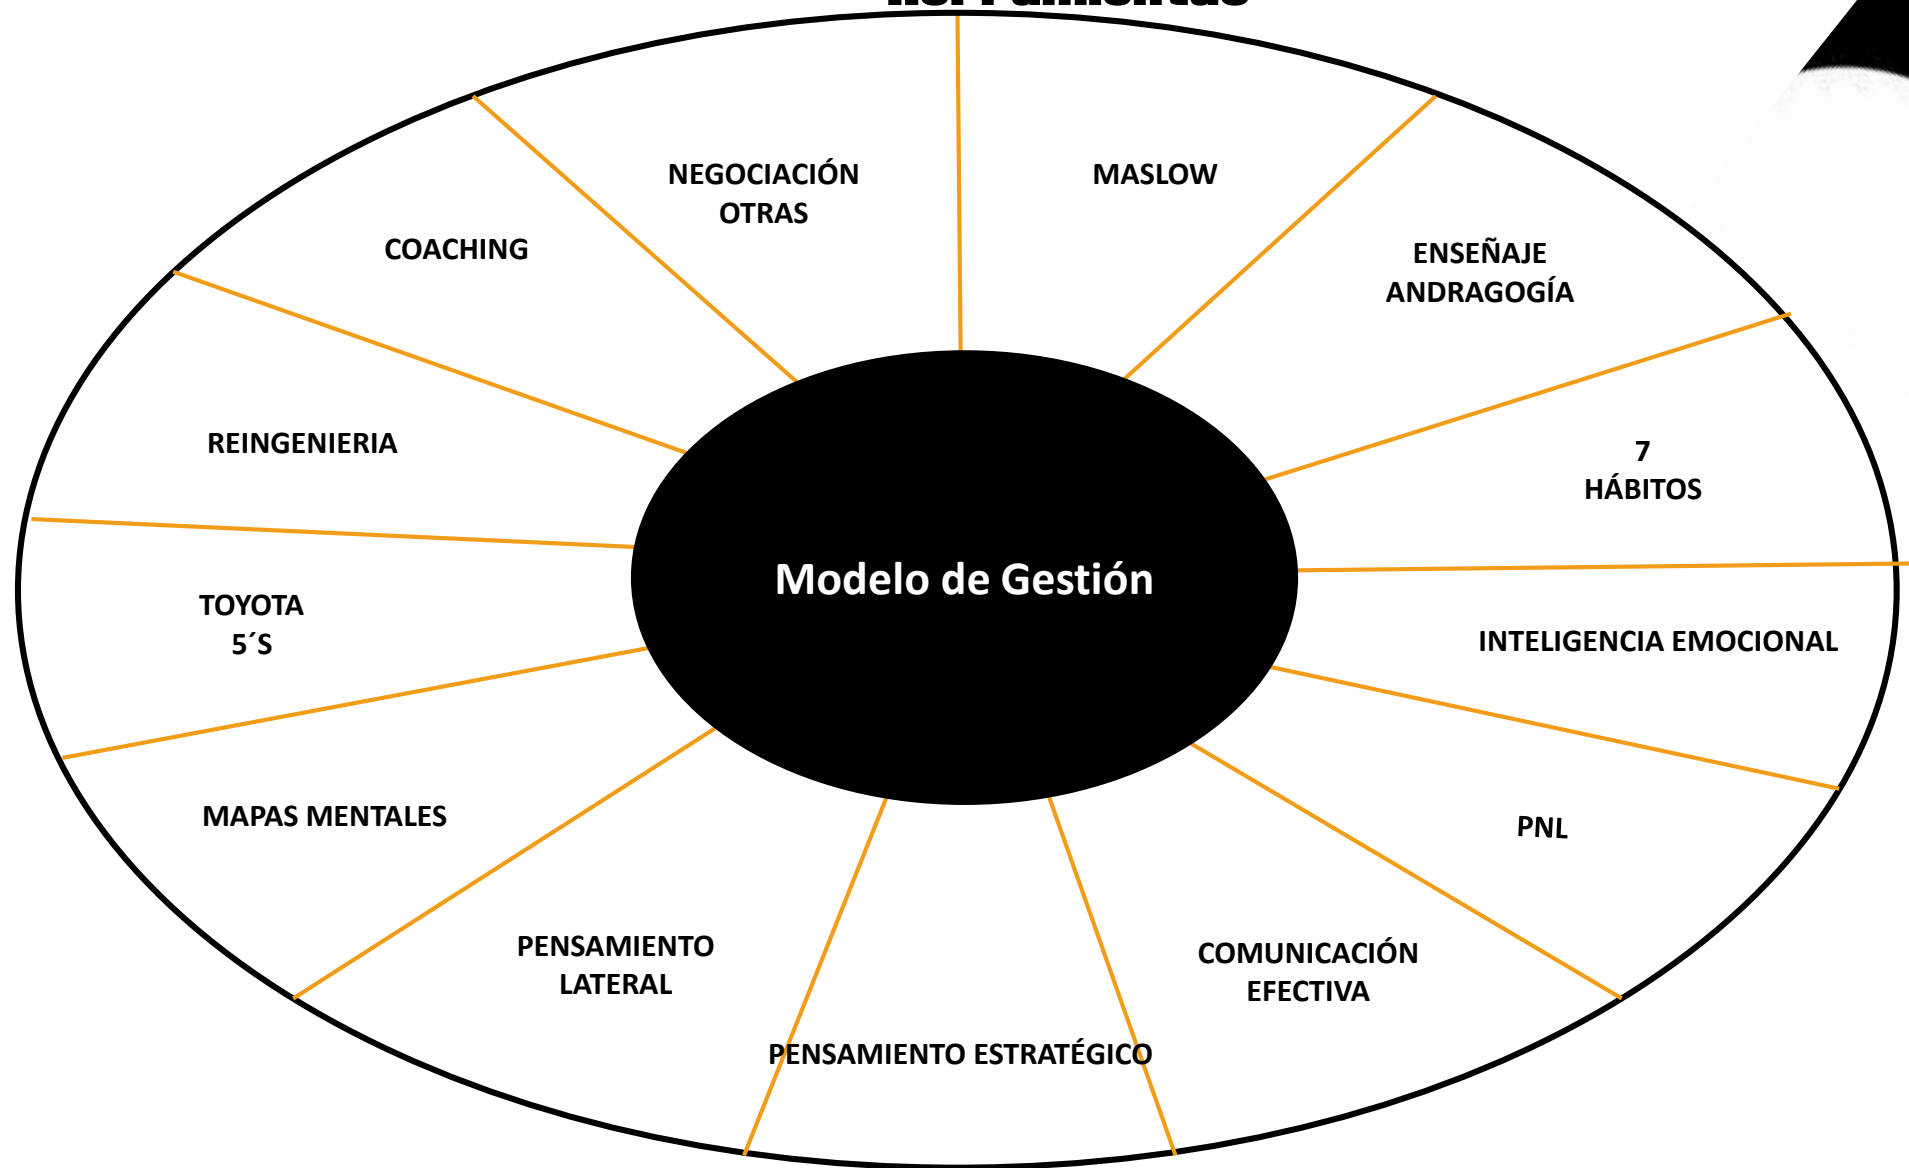 Herramientas
NEGOCIACIÓN
OTRAS
MASLOW
COACHING
ENSEÑAJE
ANDRAGOGÍA
REINGENIERIA
7
HÁBITOS
Modelo de Gestión
TOYOTA
5´S
INTELIGENCIA EMOCIONAL
MAPAS MENTALES
PNL
PENSAMIENTO
LATERAL
COMUNICACIÓN
EFECTIVA
PENSAMIENTO ESTRATÉGICO